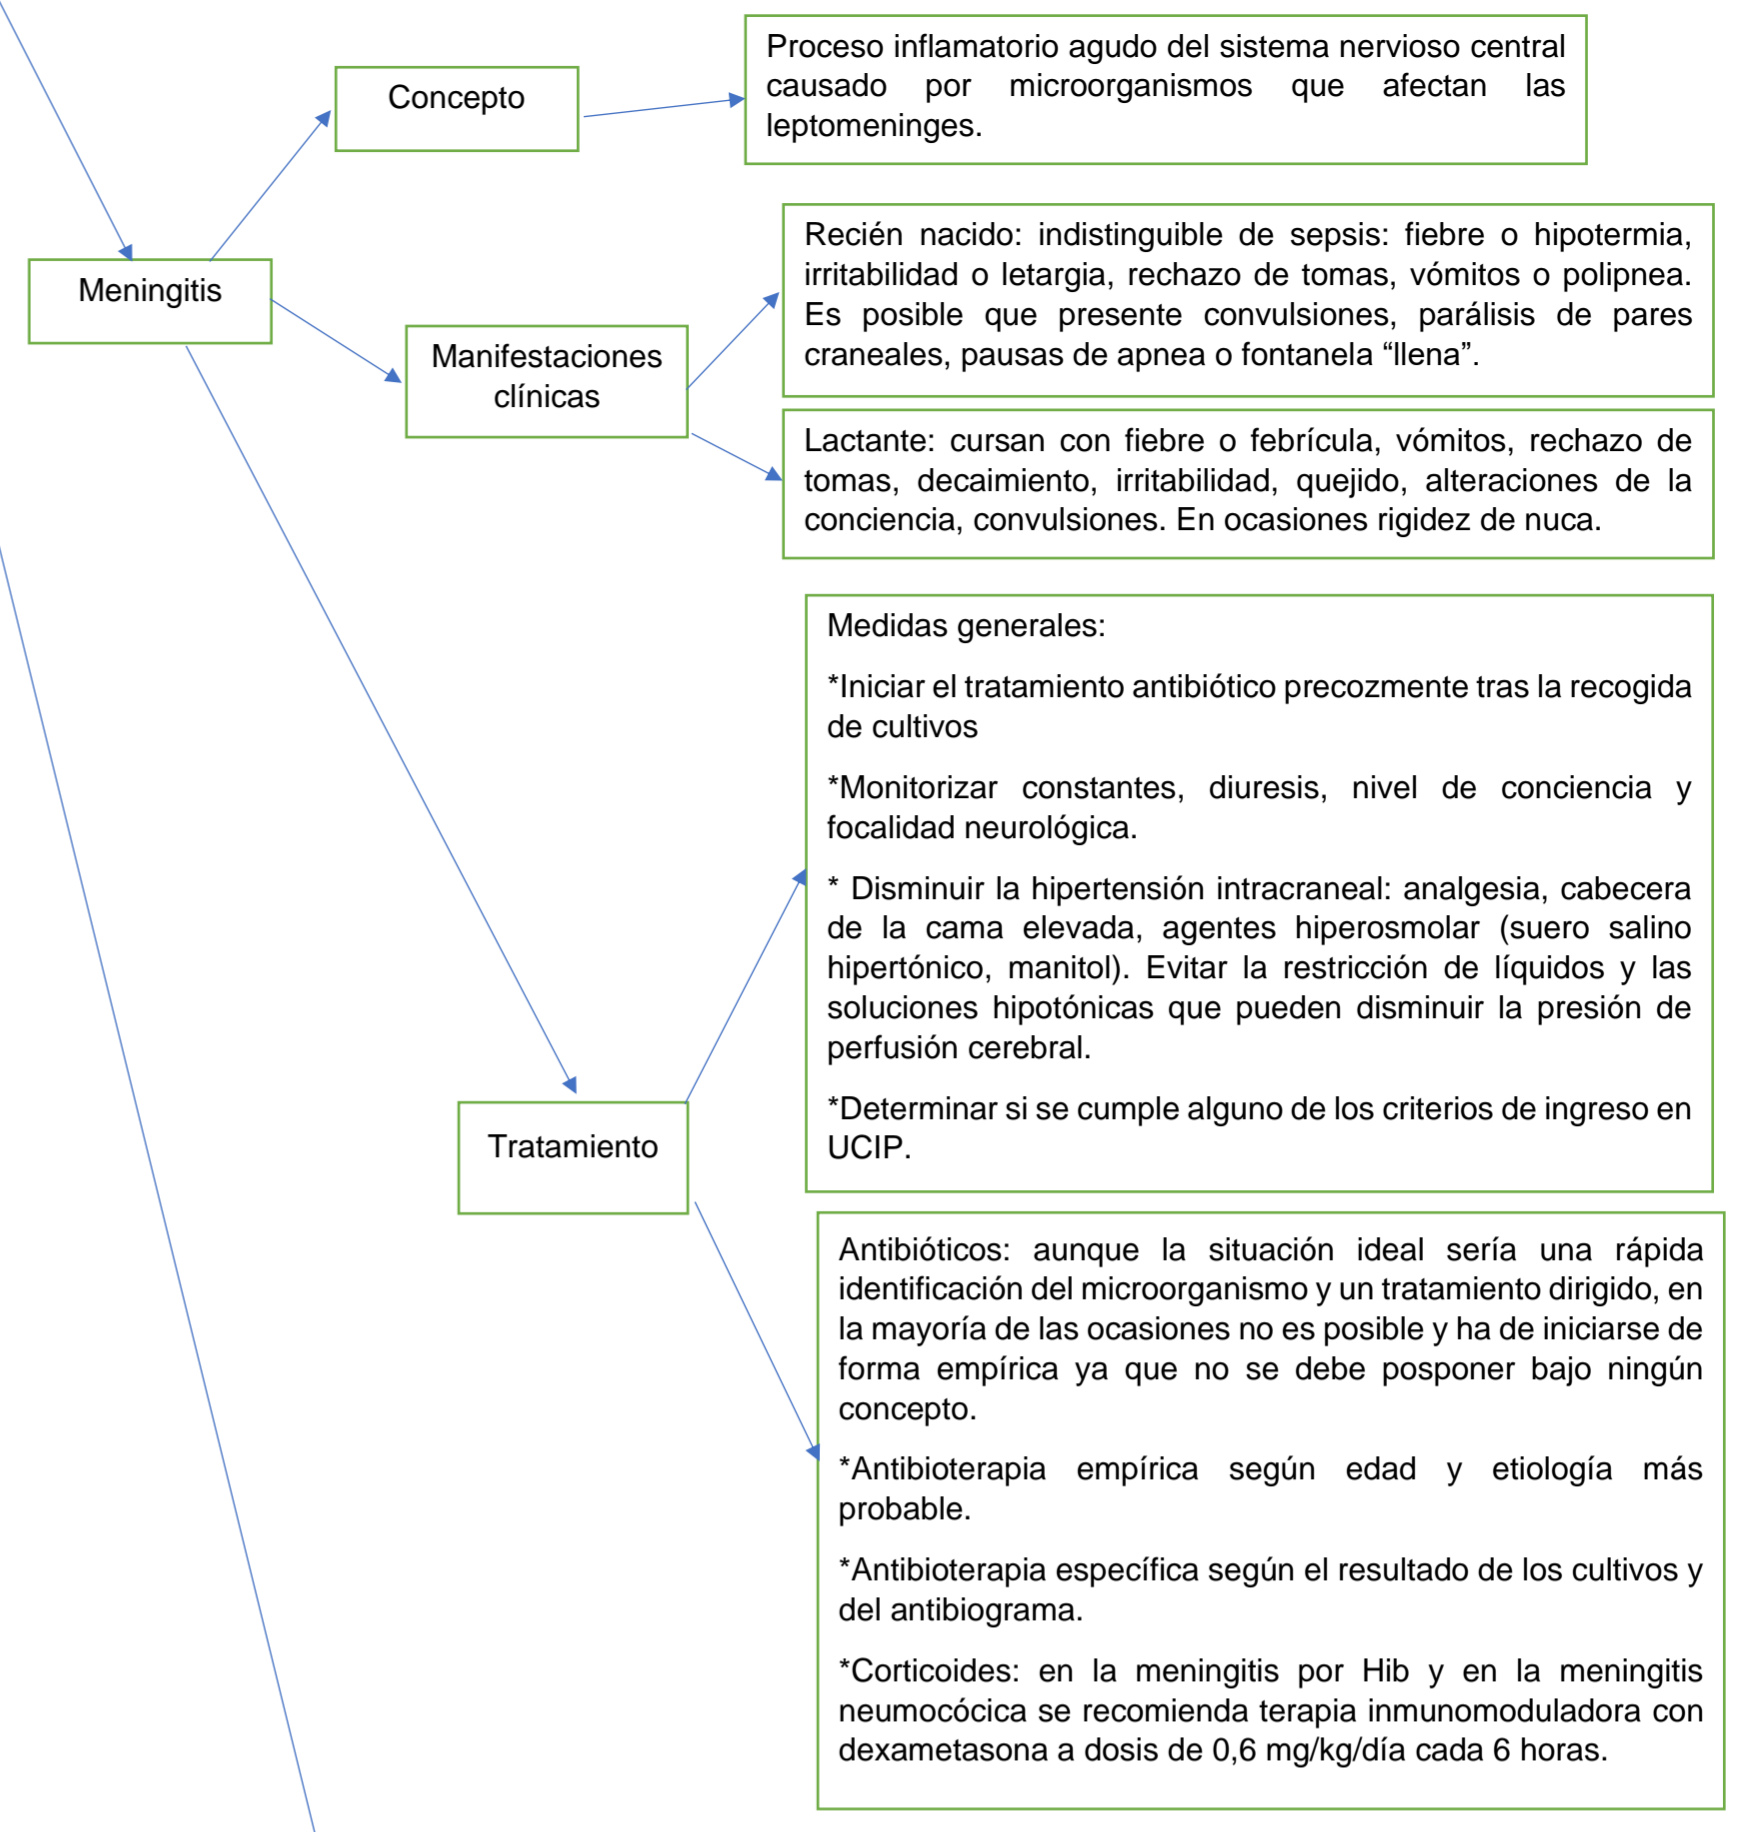 Concepto
Proceso inflamatorio agudo del sistema nervioso central
causado por microorganismos que afectan las
leptomeninges.
Meningitis
Manifestaciones
clínicas
Recién nacido: indistinguible de sepsis: fiebre o hipotermia,
irritabilidad o letargia, rechazo de tomas, vómitos o polipnea.
Es posible que presente convulsiones, parálisis de pares
craneales, pausas de apnea o fontanela “llena”.
Lactante: cursan con fiebre o febrícula, vómitos, rechazo de
tomas, decaimiento, irritabilidad, quejido, alteraciones de la
conciencia, convulsiones. En ocasiones rigidez de nuca.
Tratamiento
Medidas generales:
*Iniciar el tratamiento antibiótico precozmente tras la recogida
de cultivos
*Monitorizar constantes, diuresis, nivel de conciencia y
focalidad neurológica.
* Disminuir la hipertensión intracraneal: analgesia, cabecera
de la cama elevada, agentes hiperosmolar (suero salino
hipertónico, manitol). Evitar la restricción de líquidos y las
soluciones hipotónicas que pueden disminuir la presión de
perfusión cerebral.
*Determinar si se cumple alguno de los criterios de ingreso en
UCIP.
Antibióticos: aunque la situación ideal sería una rápida
identificación del microorganismo y un tratamiento dirigido, en
la mayoría de las ocasiones no es posible y ha de iniciarse de
forma empírica ya que no se debe posponer bajo ningún
concepto.
*Antibioterapia empírica según edad y etiología más
probable.
*Antibioterapia específica según el resultado de los cultivos y
del antibiograma.
*Corticoides: en la meningitis por Hib y en la meningitis
neumocócica se recomienda terapia inmunomoduladora con
dexametasona a dosis de 0,6 mg/kg/día cada 6 horas.